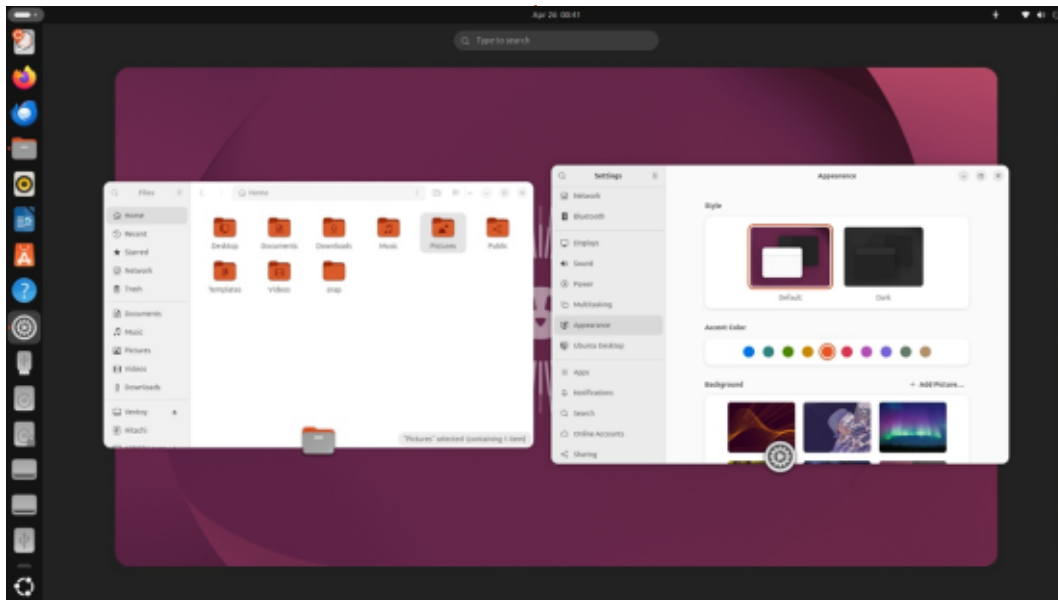 Apr 26 08:41
Type to search
Files
Home
Home
Recent
Starred
Network
Trash
Documents
Music
Pictures
Videos
Downloads
Ventoy
Hitachi
Desktop
Documents
Downloads
Music
Pictures
Public
Templates
Videos
snap
"Pictures" selected (containing 1 item)
Settings
Network
Bluetooth
Displays
Sound
Power
Multitasking
Appearance
Ubuntu Desktop
Apps
Notifications
Search
Online Accounts
Sharing
Appearance
Style
Default
Dark
Accent Color
Background
+ Add Picture...